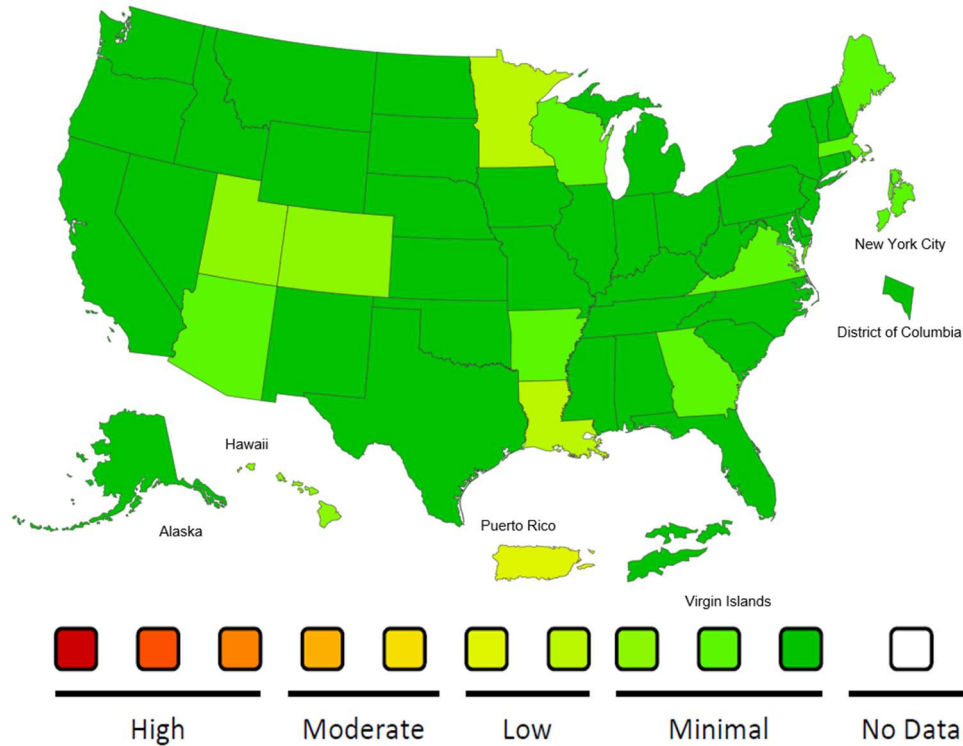 New York City
District of Columbia
Hawaii
Alaska
Puerto Rico
Virgin Islands
High
Moderate
Low
Minimal
No Data